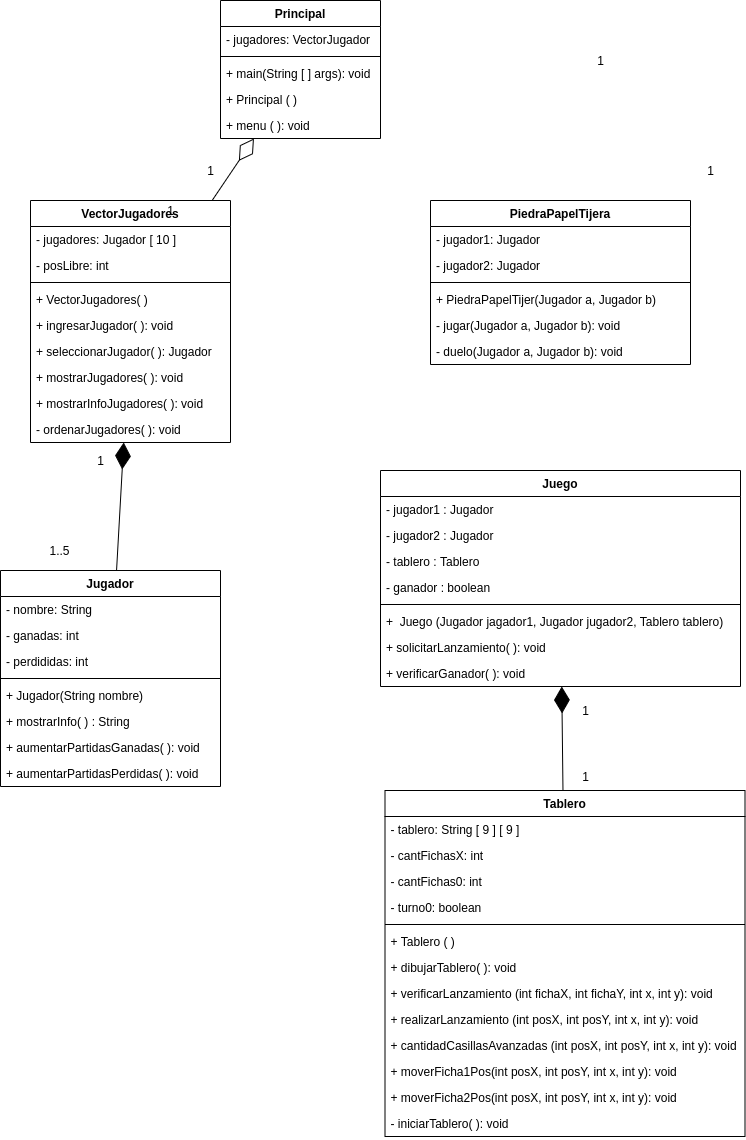 Principal
- jugadores: VectorJugador
+ main(String [ ] args): void
+ Principal ( )
+ menu ( ): void
1
1
1
1
VectorJugadores
- jugadores: Jugador [ 10 ]
- posLibre: int
+ VectorJugadores( )
+ ingresarJugador( ): void
+ seleccionarJugador( ): Jugador
+ mostrarJugadores( ): void
+ mostrarInfoJugadores( ): void
- ordenarJugadores( ): void
PiedraPapelTijera
- jugador1: Jugador
- jugador2: Jugador
+ PiedraPapelTijer(Jugador a, Jugador b)
- jugar(Jugador a, Jugador b): void
- duelo(Jugador a, Jugador b): void
1
1..5
Jugador
- nombre: String
- ganadas: int
- perdididas: int
+ Jugador(String nombre)
+ mostrarInfo( ) : String
+ aumentarPartidasGanadas( ): void
+ aumentarPartidasPerdidas( ): void
Juego
- jugador1 : Jugador
- jugador2 : Jugador
- tablero : Tablero
- ganador : boolean
+  Juego (Jugador jagador1, Jugador jugador2, Tablero tablero)
+ solicitarLanzamiento( ): void
+ verificarGanador( ): void
1
1
Tablero
- tablero: String [ 9 ] [ 9 ]
- cantFichasX: int
- cantFichas0: int
- turno0: boolean
+ Tablero ( )
+ dibujarTablero( ): void
+ verificarLanzamiento (int fichaX, int fichaY, int x, int y): void
+ realizarLanzamiento (int posX, int posY, int x, int y): void
+ cantidadCasillasAvanzadas (int posX, int posY, int x, int y): void
+ moverFicha1Pos(int posX, int posY, int x, int y): void
+ moverFicha2Pos(int posX, int posY, int x, int y): void
- iniciarTablero( ): void